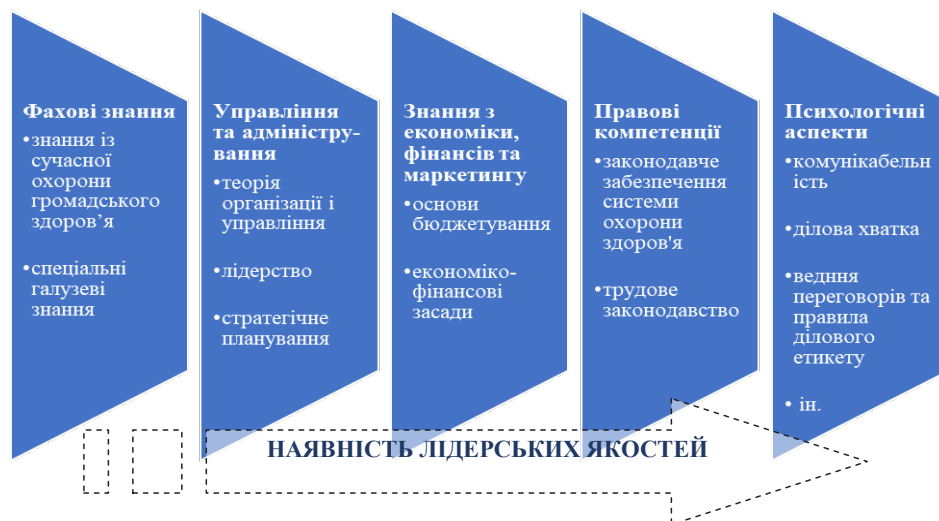 Фахові знання
•знання із
сучасної
охорони
громадського
здоров’я
•спеціальні
галузеві
знання
Управління
та адміністру-
вання
•теорія
організації і
управління
•лідерство
•стратегічне
планування
Знання з
економіки,
фінансів та
маркетингу
•основи
бюджетування
•економіко-
фінансові
засади
Правові
компетенції
•законодавче
забезпечення
системи
охорони
здоров'я
•трудове
законодавство
Психологічні
аспекти
•комунікабельн
ість
•ділова хватка
•ведння
переговорів та
правила
ділового
етикету
• ін.
НАЯВНІСТЬ ЛІДЕРСЬКИХ ЯКОСТЕЙ